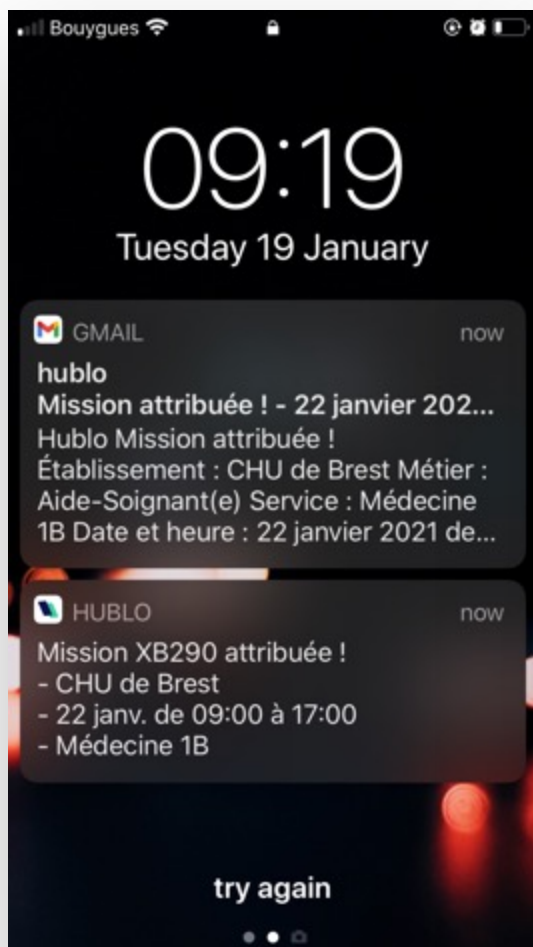 Bouygues
09:19
Tuesday 19 January
GMAIL now
hublo
Mission attribuée ! - 22 janvier 202...
Hublo Mission attribuée !
Établissement : CHU de Brest Métier :
Aide-Soignant(e) Service : Médecine
1B Date et heure : 22 janvier 2021 de...
HUBLO now
Mission XB290 attribuée !
- CHU de Brest
- 22 janv. de 09:00 à 17:00
- Médecine 1B
try again